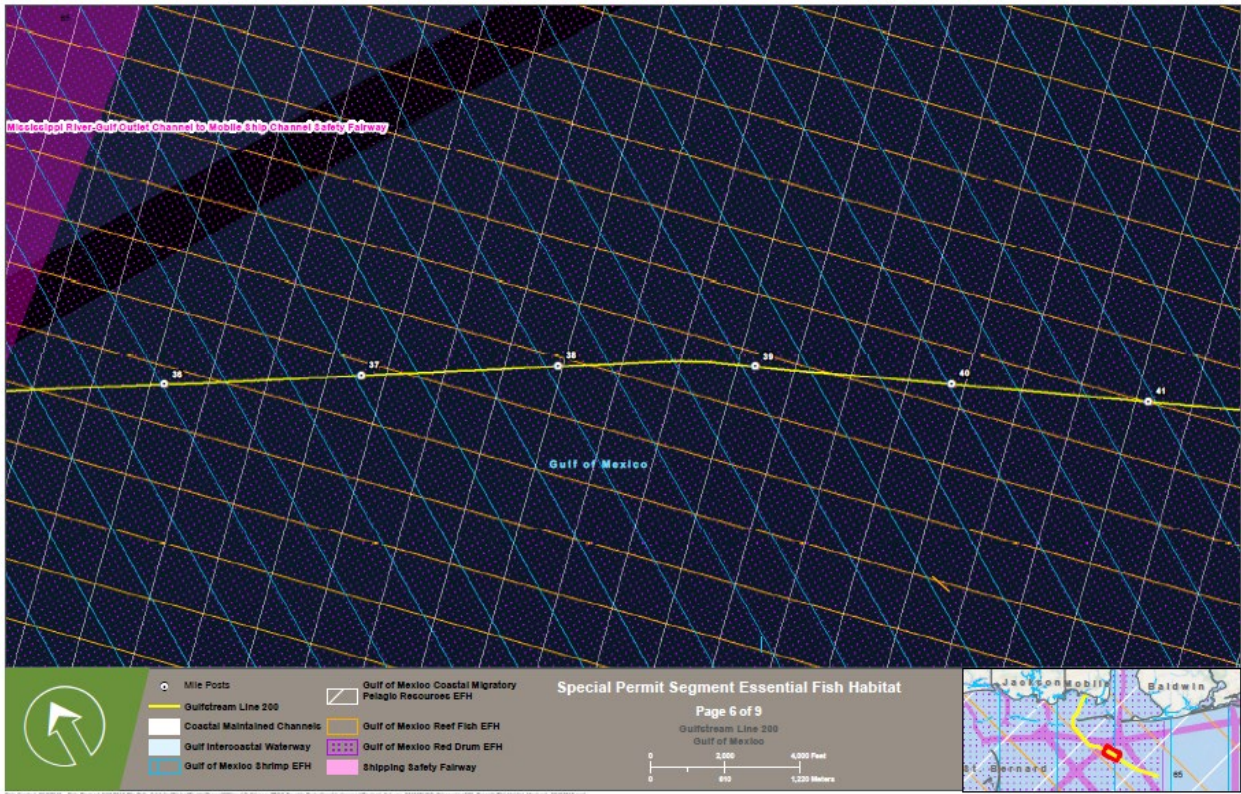 65
Mississippi River-Gulf Outlet Channel to Mobile Ship Channel Safety Fairway
36
37
38
39
40
41
Gulf of Mexico
Mile Posts
Gulfstream Line 200
Coastal Maintained Channels
Gulf Intercoastal Waterway
Gulf of Mexico Shrimp EFH
Gulf of Mexico Coastal Migratory
Pelagic Resources EFH
Gulf of Mexico Reef Fish EFH
Gulf of Mexico Red Drum EFH
Shipping Safety Fairway
Special Permit Segment Essential Fish Habitat
Page 6 of 9
Gulfstream Line 200
Gulf of Mexico
0 2,000 4,000 Feet
0 610 1,220 Meters
Jackson Mobile Baldwin
St. Bernard
65